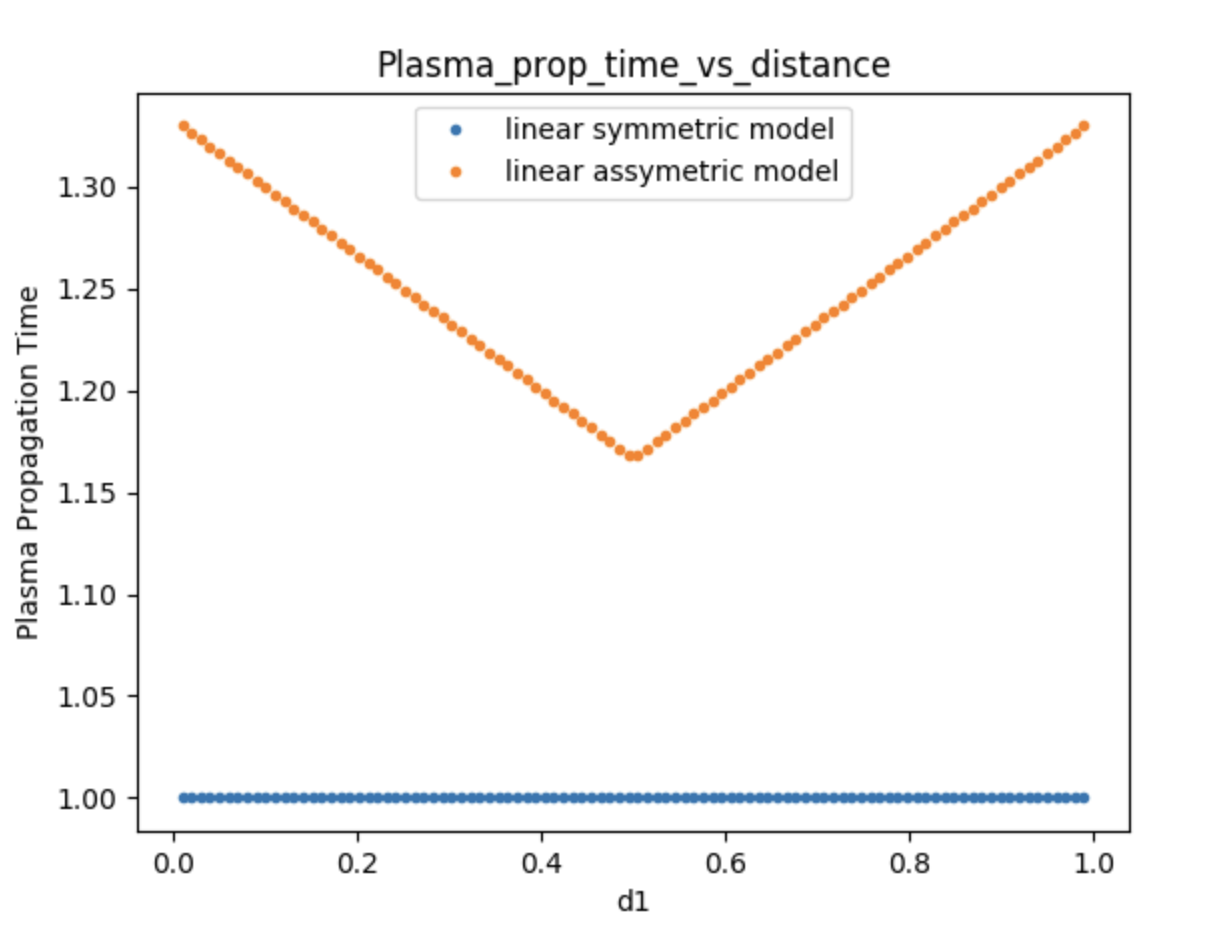 Plasma_prop_time_vs_distance
linear symmetric model
linear assymetric model
Plasma Propagation Time
1.30
1.25
1.20
1.15
1.10
1.05
1.00
0.0 0.2 0.4 0.6 0.8 1.0
d1